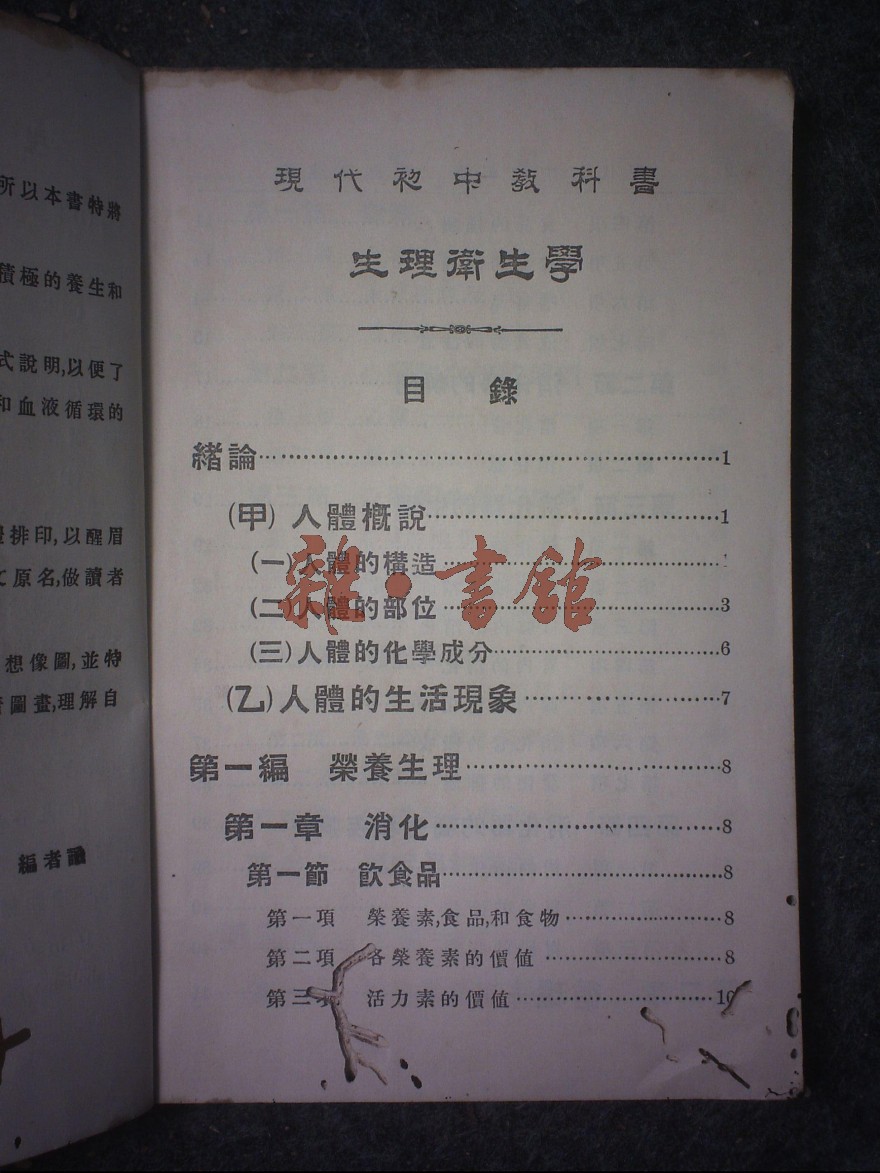 所以本書特將
積極的養生和
式說明,以便了
和血液循環的
排印,以醒眉
原名,做讀者
想像圖,並特
圖畫,理解自
編者識
現代初中教科書
生理衛生學
目錄
緒論……1
(甲)人體概說……1
(一)人體的構造……1
(二)人體的部位……3
(三)人體的化學成分……6
(乙)人體的生活現象……7
第一編 榮養生理……8
第一章 消化……8
第一節 飲食品……8
第一項 榮養素,食品,和食物……8
第二項 各榮養素的價值……8
第三項 活力素的價值……10
雜·書館